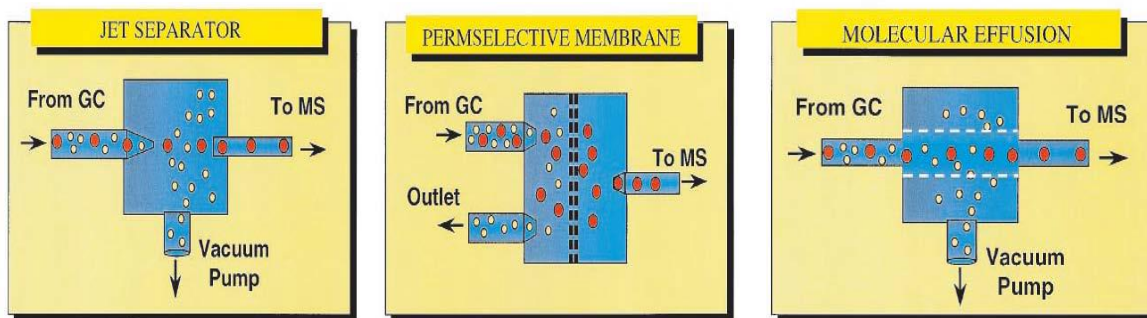 JET SEPARATOR
From GC
To MS
Vacuum
Pump
PERMSELECTIVE MEMBRANE
From GC
To MS
Outlet
MOLECULAR EFFUSION
From GC
To MS
Vacuum
Pump